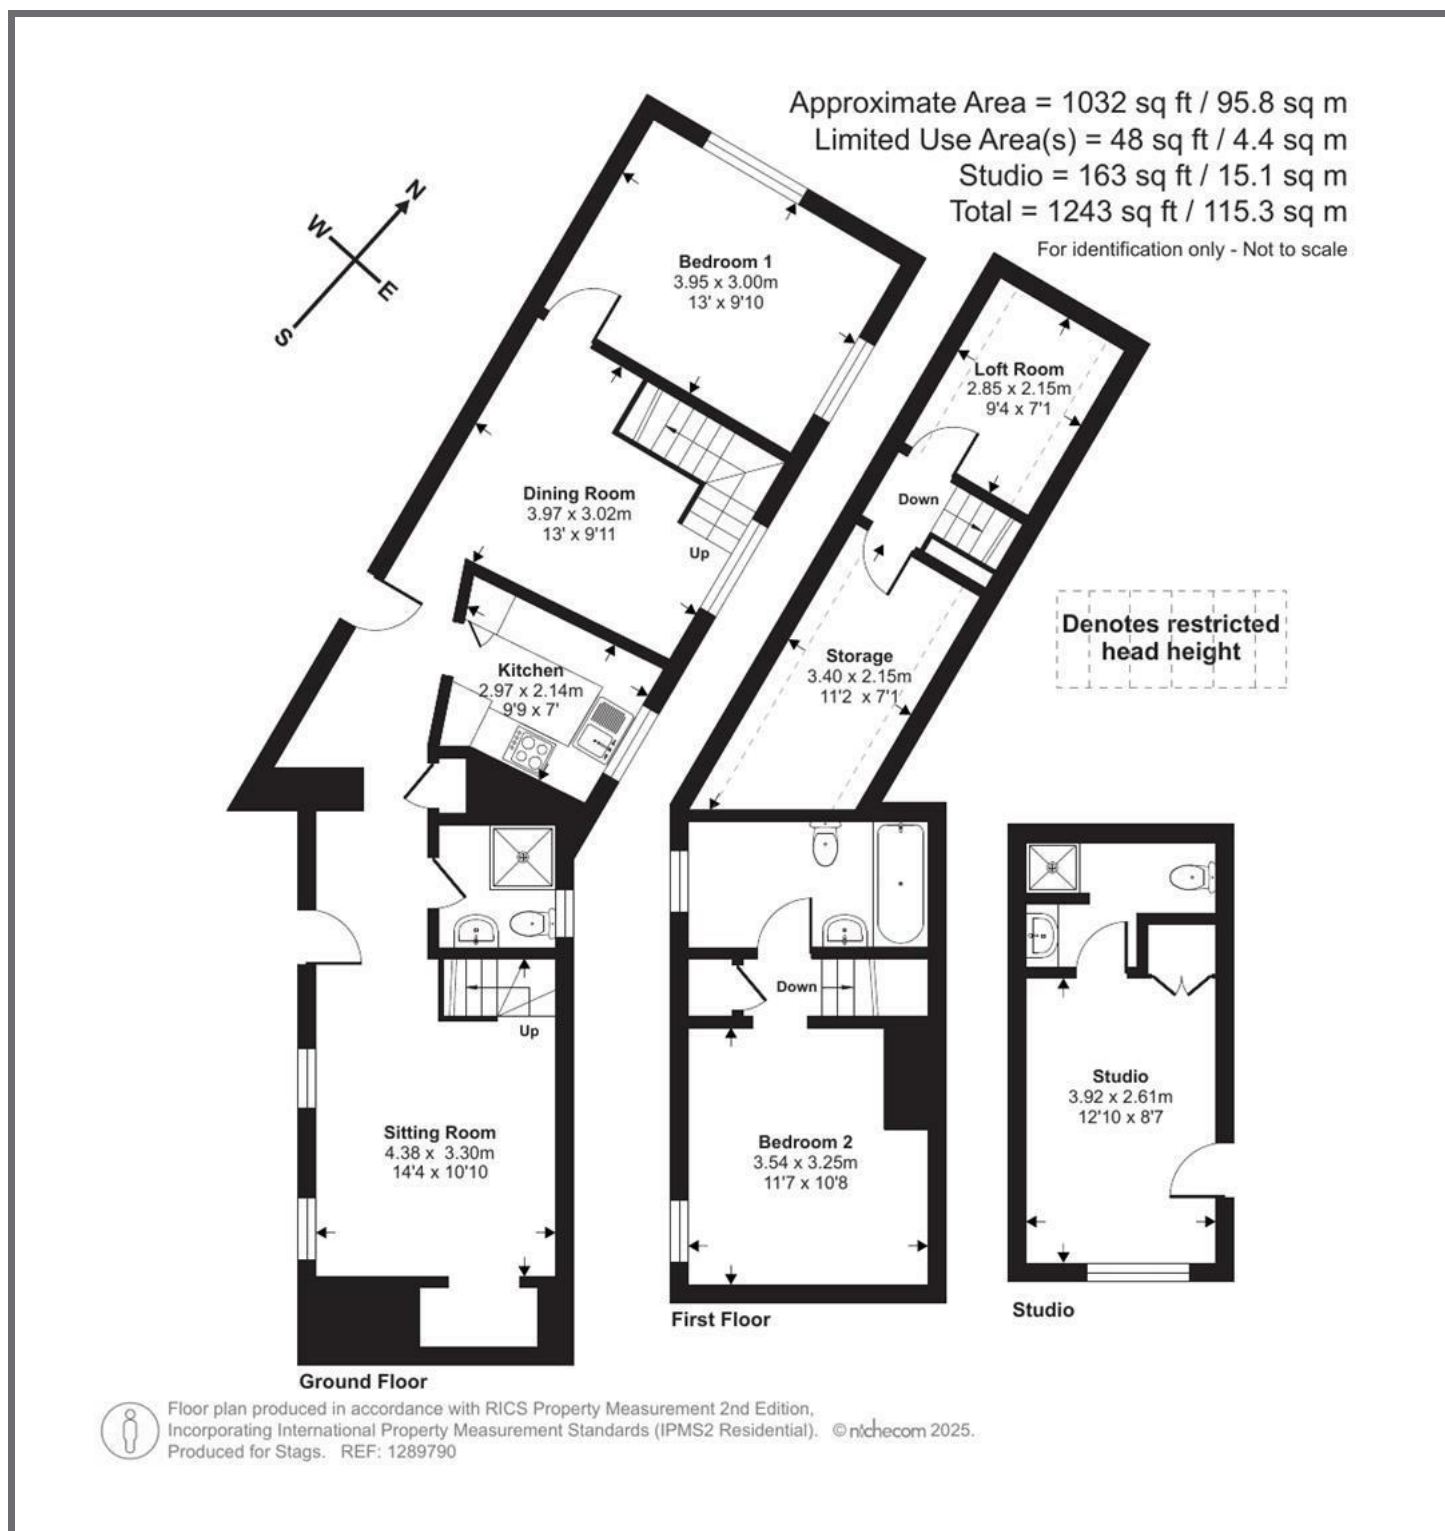 Approximate Area = 1032 sq ft / 95.8 sq m
Limited Use Area(s) = 48 sq ft / 4.4 sq m
Studio = 163 sq ft / 15.1 sq m
Total = 1243 sq ft / 115.3 sq m
For identification only - Not to scale
N
W
E
S
Bedroom 1
3.95 x 3.00m
13' x 9'10
Dining Room
3.97 x 3.02m
13' x 9'11
Up
Kitchen
2.97 x 2.14m
9'9 x 7'
Up
Sitting Room
4.38 x 3.30m
14'4 x 10'10
Ground Floor
Loft Room
2.85 x 2.15m
9'4 x 7'1
Down
Storage
3.40 x 2.15m
11'2 x 7'1
Down
Bedroom 2
3.54 x 3.25m
11'7 x 10'8
First Floor
Denotes restricted
head height
Studio
3.92 x 2.61m
12'10 x 8'7
Studio
Floor plan produced in accordance with RICS Property Measurement 2nd Edition,
Incorporating International Property Measurement Standards (IPMS2 Residential). © nichecom 2025.
Produced for Stags. REF: 1289790